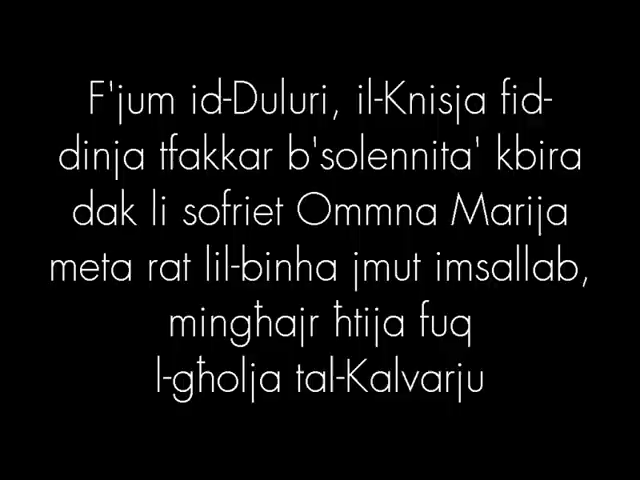 F'jum id-Duluri, il-Knisja fid-
dinja tfakkar b'solennita' kbira
dak li sofriet Ommna Marija
meta rat lil-binha jmut imsallab,
mingħajr ħtija fuq
l-għolja tal-Kalvarju